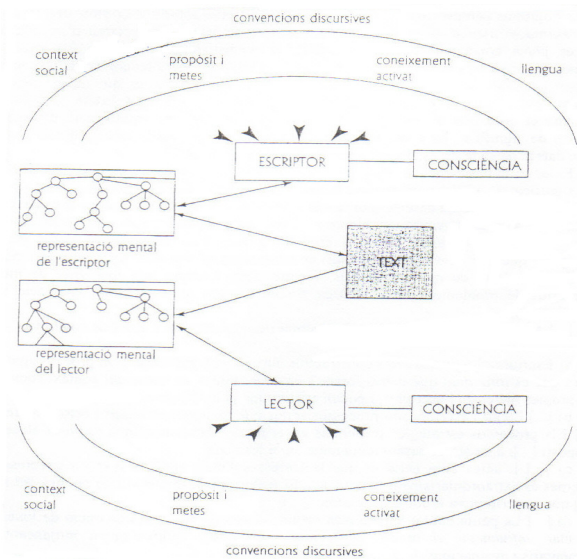 convencions discursives
context
social
propòsit i
metes
coneixement
activat
llengua
ESCRIPTOR
CONSCIÈNCIA
representació mental
de l'escriptor
TEXT
representació mental
del lector
LECTOR
CONSCIÈNCIA
context
social
propòsit i
metes
coneixement
activat
llengua
convencions discursives